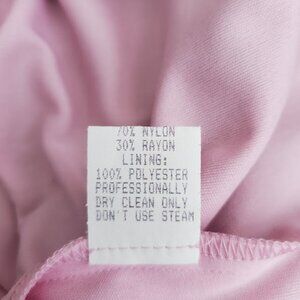 70% NYLON
30% RAYON
LINING:
100% POLYESTER
PROFESSIONALLY
DRY CLEAN ONLY
DON'T USE STEAM